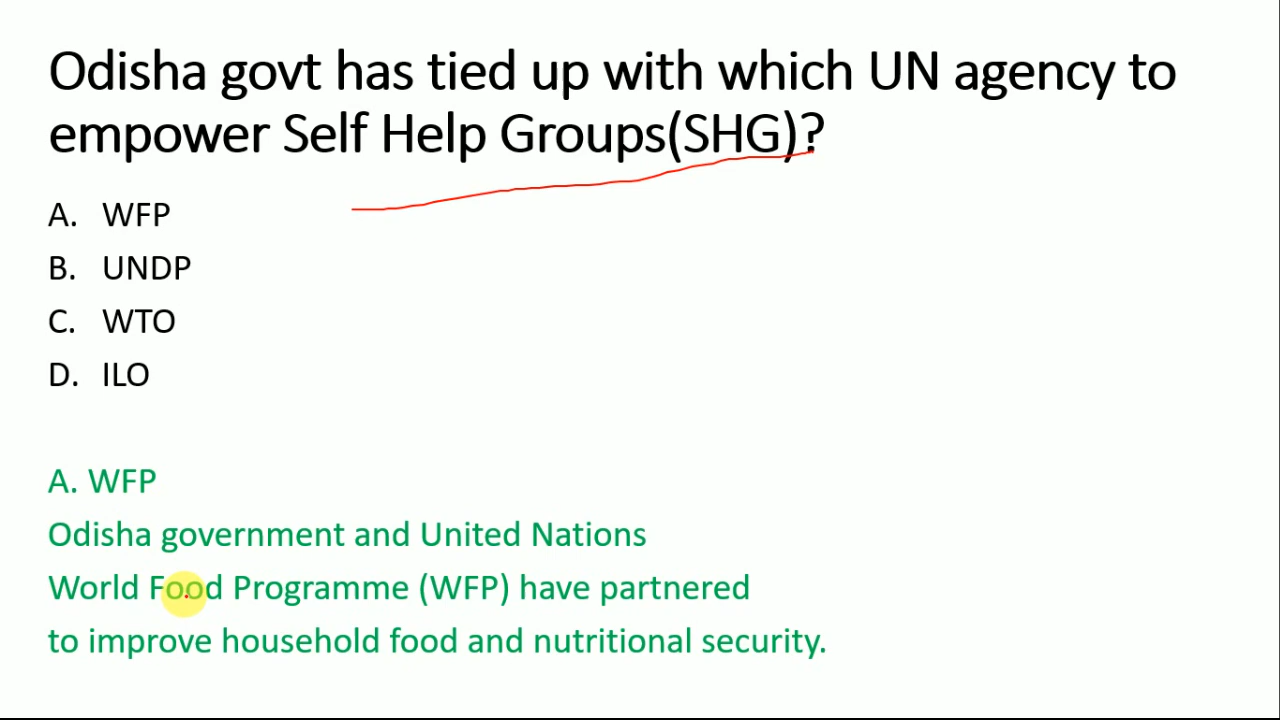 Odisha govt has tied up with which UN agency to
empower Self Help Groups(SHG)?
A. WFP
B. UNDP
C. WTO
D. ILO
A. WFP
Odisha government and United Nations
World Food Programme (WFP) have partnered
to improve household food and nutritional security.